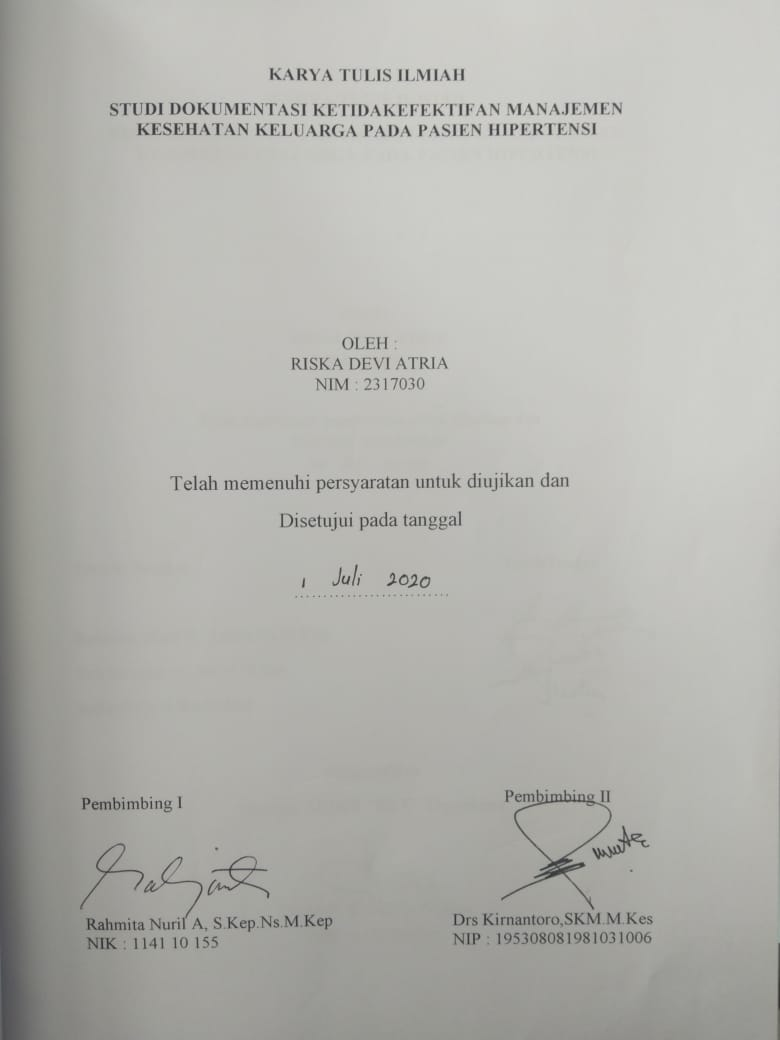 KARYA TULIS ILMIAH
STUDI DOKUMENTASI KETIDAKEFEKTIFAN MANAJEMEN
KESEHATAN KELUARGA PADA PASIEN HIPERTENSI
OLEH :
RISKA DEVI ATRIA
NIM : 2317030
Telah memenuhi persyaratan untuk diujikan dan
Disetujui pada tanggal
1 Juli 2020
Pembimbing I
Pembimbing II
Rahmita Nuril A, S.Kep.Ns.M.Kep
NIK : 1141 10 155
Drs Kirnantoro,SKM.M.Kes
NIP : 195308081981031006